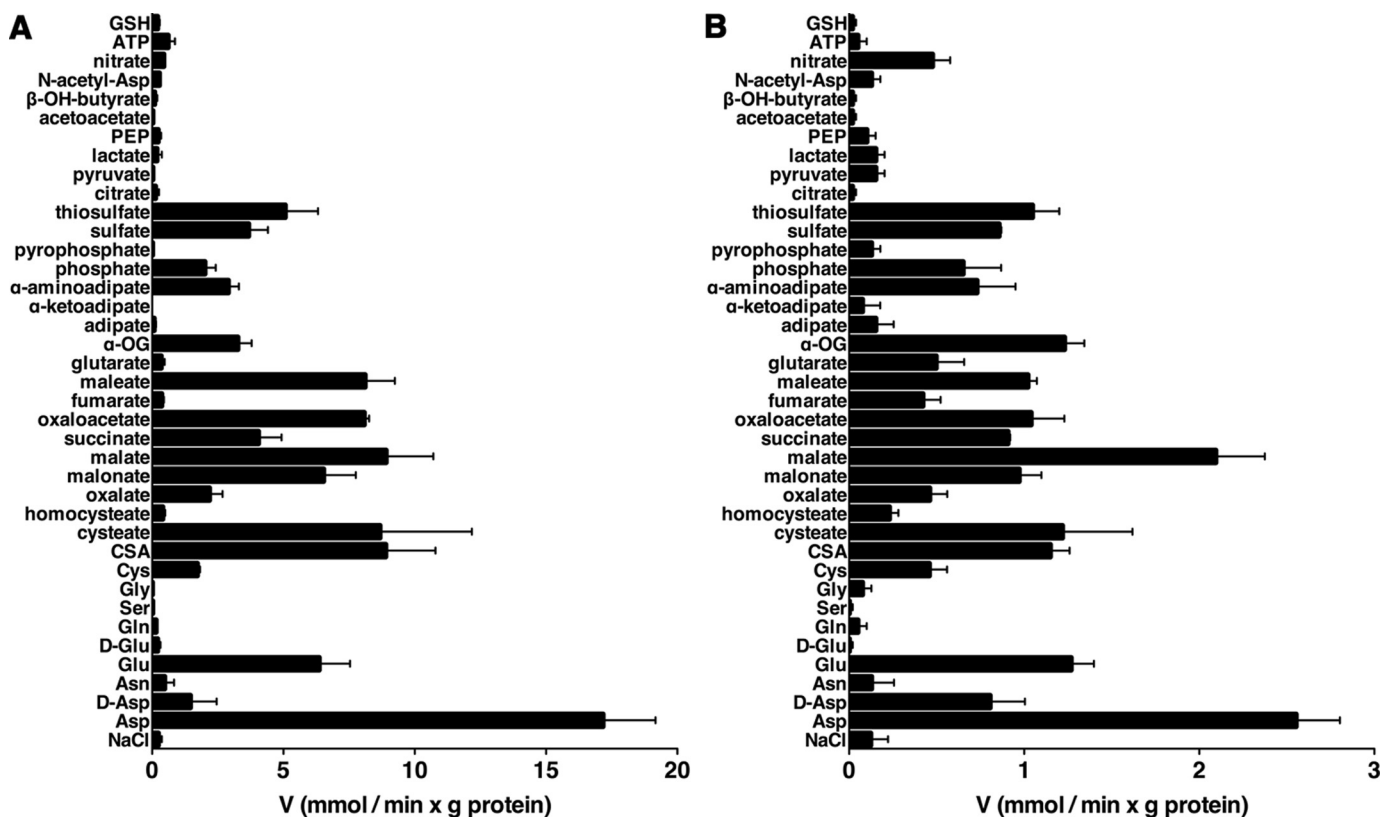 A
GSH
ATP
nitrate
N-acetyl-Asp
β-OH-butyrate
acetoacetate
PEP
lactate
pyruvate
citrate
thiosulfate
sulfate
pyrophosphate
phosphate
α-aminoadipate
α-ketoadipate
adipate
α-OG
glutarate
maleate
fumarate
oxaloacetate
succinate
malate
malonate
oxalate
homocysteate
cysteate
CSA
Cys
Gly
Ser
Gln
D-Glu
Glu
Asn
D-Asp
Asp
NaCl
0 5 10 15 20
V (mmol / min x g protein)
B
GSH
ATP
nitrate
N-acetyl-Asp
β-OH-butyrate
acetoacetate
PEP
lactate
pyruvate
citrate
thiosulfate
sulfate
pyrophosphate
phosphate
α-aminoadipate
α-ketoadipate
adipate
α-OG
glutarate
maleate
fumarate
oxaloacetate
succinate
malate
malonate
oxalate
homocysteate
cysteate
CSA
Cys
Gly
Ser
Gln
D-Glu
Glu
Asn
D-Asp
Asp
NaCl
0 1 2 3
V (mmol / min x g protein)